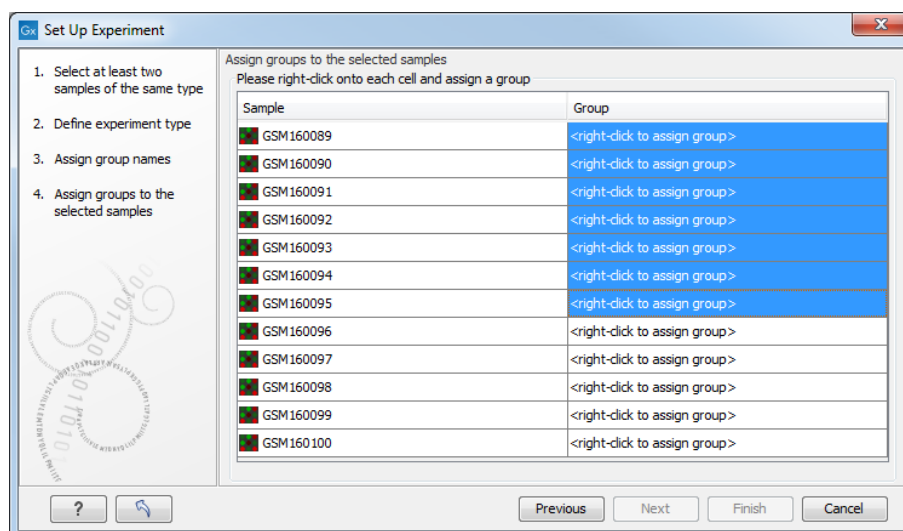 Gx Set Up Experiment
X
1. Select at least two
samples of the same type
2. Define experiment type
3. Assign group names
4. Assign groups to the
selected samples
Assign groups to the selected samples
Please right-click onto each cell and assign a group
Sample Group
GSM160089 <right-click to assign group>
GSM160090 <right-click to assign group>
GSM160091 <right-click to assign group>
GSM160092 <right-click to assign group>
GSM160093 <right-click to assign group>
GSM160094 <right-click to assign group>
GSM160095 <right-click to assign group>
GSM160096 <right-click to assign group>
GSM160097 <right-click to assign group>
GSM160098 <right-click to assign group>
GSM160099 <right-click to assign group>
GSM160100 <right-click to assign group>
? Previous Next Finish Cancel